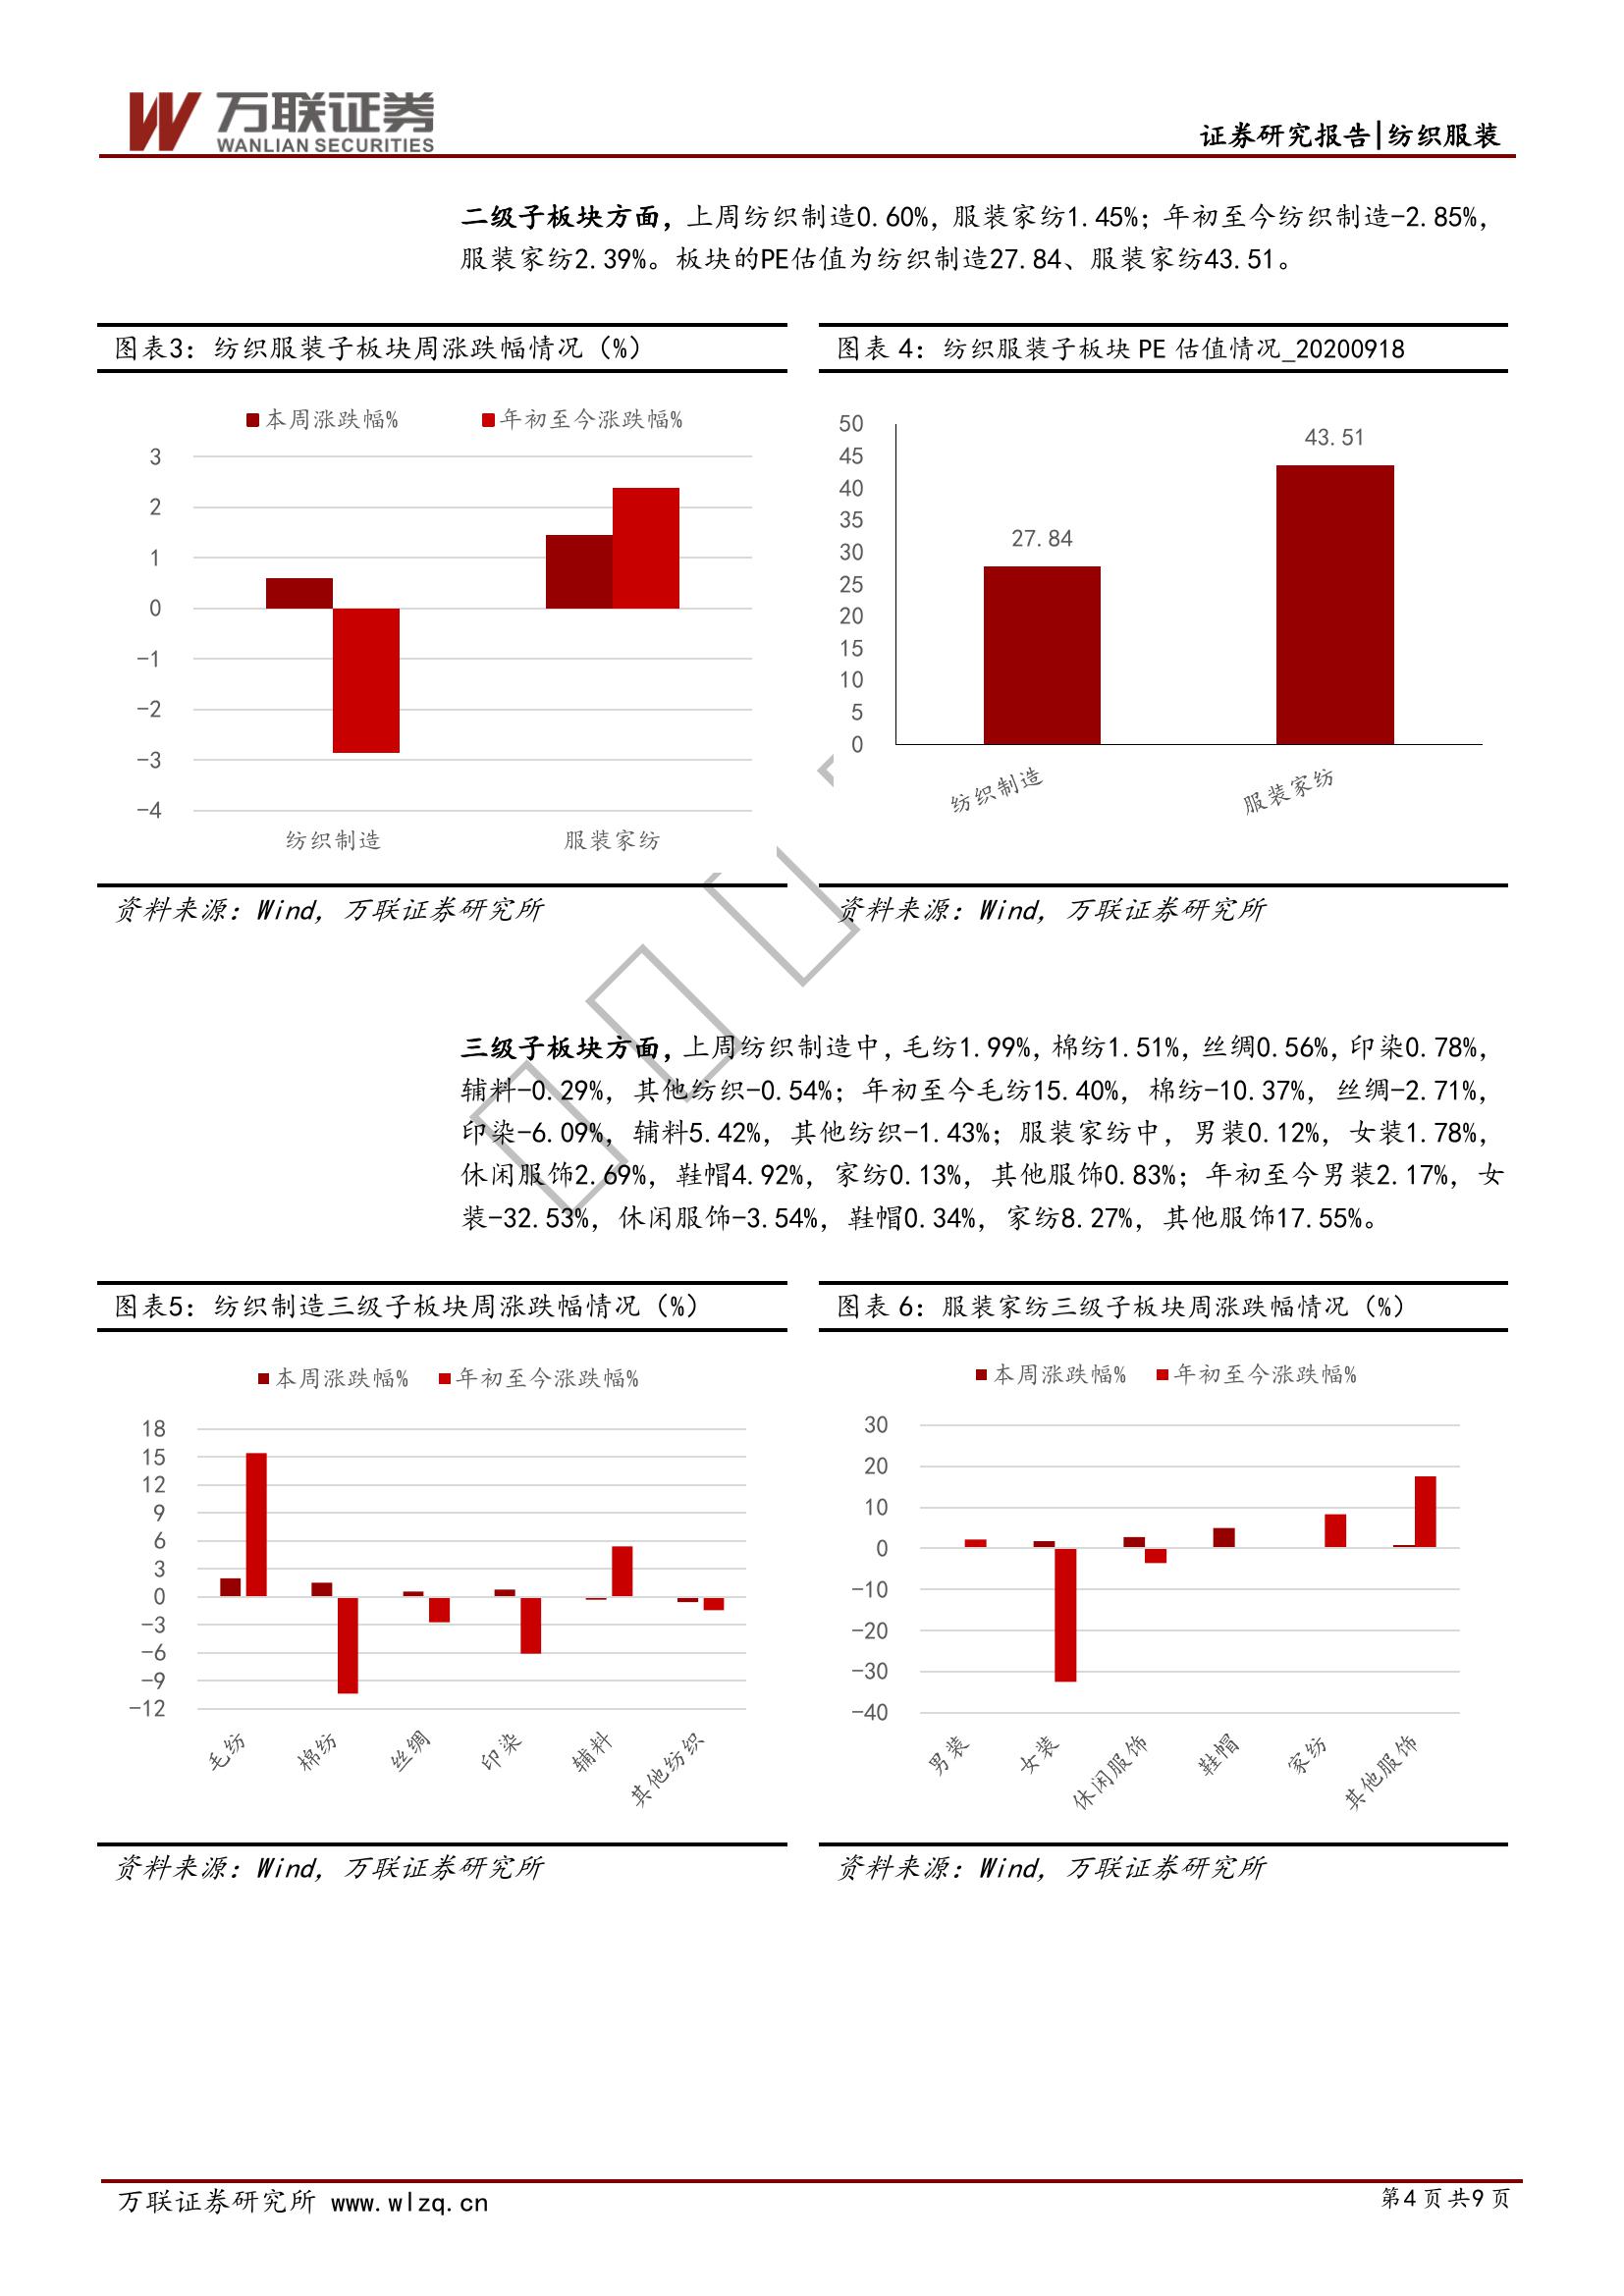 万联证券
WANLIAN SECURITIES
证券研究报告|纺织服装
二级子板块方面，上周纺织制造0.60%，服装家纺1.45%；年初至今纺织制造-2.85%，
服装家纺2.39%。板块的PE估值为纺织制造27.84、服装家纺43.51。
图表3：纺织服装子板块周涨跌幅情况（%）
本周涨跌幅%
年初至今涨跌幅%
3
2
1
0
-1
-2
-3
-4
纺织制造
服装家纺
资料来源：Wind，万联证券研究所
图表 4：纺织服装子板块 PE 估值情况_20200918
50
45
40
35
30
25
20
15
10
5
0
27.84
43.51
纺织制造
服装家纺
资料来源：Wind，万联证券研究所
三级子板块方面，上周纺织制造中，毛纺1.99%，棉纺1.51%，丝绸0.56%，印染0.78%，
辅料-0.29%，其他纺织-0.54%；年初至今毛纺15.40%，棉纺-10.37%，丝绸-2.71%，
印染-6.09%，辅料5.42%，其他纺织-1.43%；服装家纺中，男装0.12%，女装1.78%，
休闲服饰2.69%，鞋帽4.92%，家纺0.13%，其他服饰0.83%；年初至今男装2.17%，女
装-32.53%，休闲服饰-3.54%，鞋帽0.34%，家纺8.27%，其他服饰17.55%。
图表5：纺织制造三级子板块周涨跌幅情况（%）
本周涨跌幅%
年初至今涨跌幅%
18
15
12
9
6
3
0
-3
-6
-9
-12
毛纺
棉纺
丝绸
印染
辅料
其他纺织
资料来源：Wind，万联证券研究所
图表 6：服装家纺三级子板块周涨跌幅情况（%）
本周涨跌幅%
年初至今涨跌幅%
30
20
10
0
-10
-20
-30
-40
男装
女装
休闲服饰
鞋帽
家纺
其他服饰
资料来源：Wind，万联证券研究所
万联证券研究所 www.wlzq.cn
第4页共9页